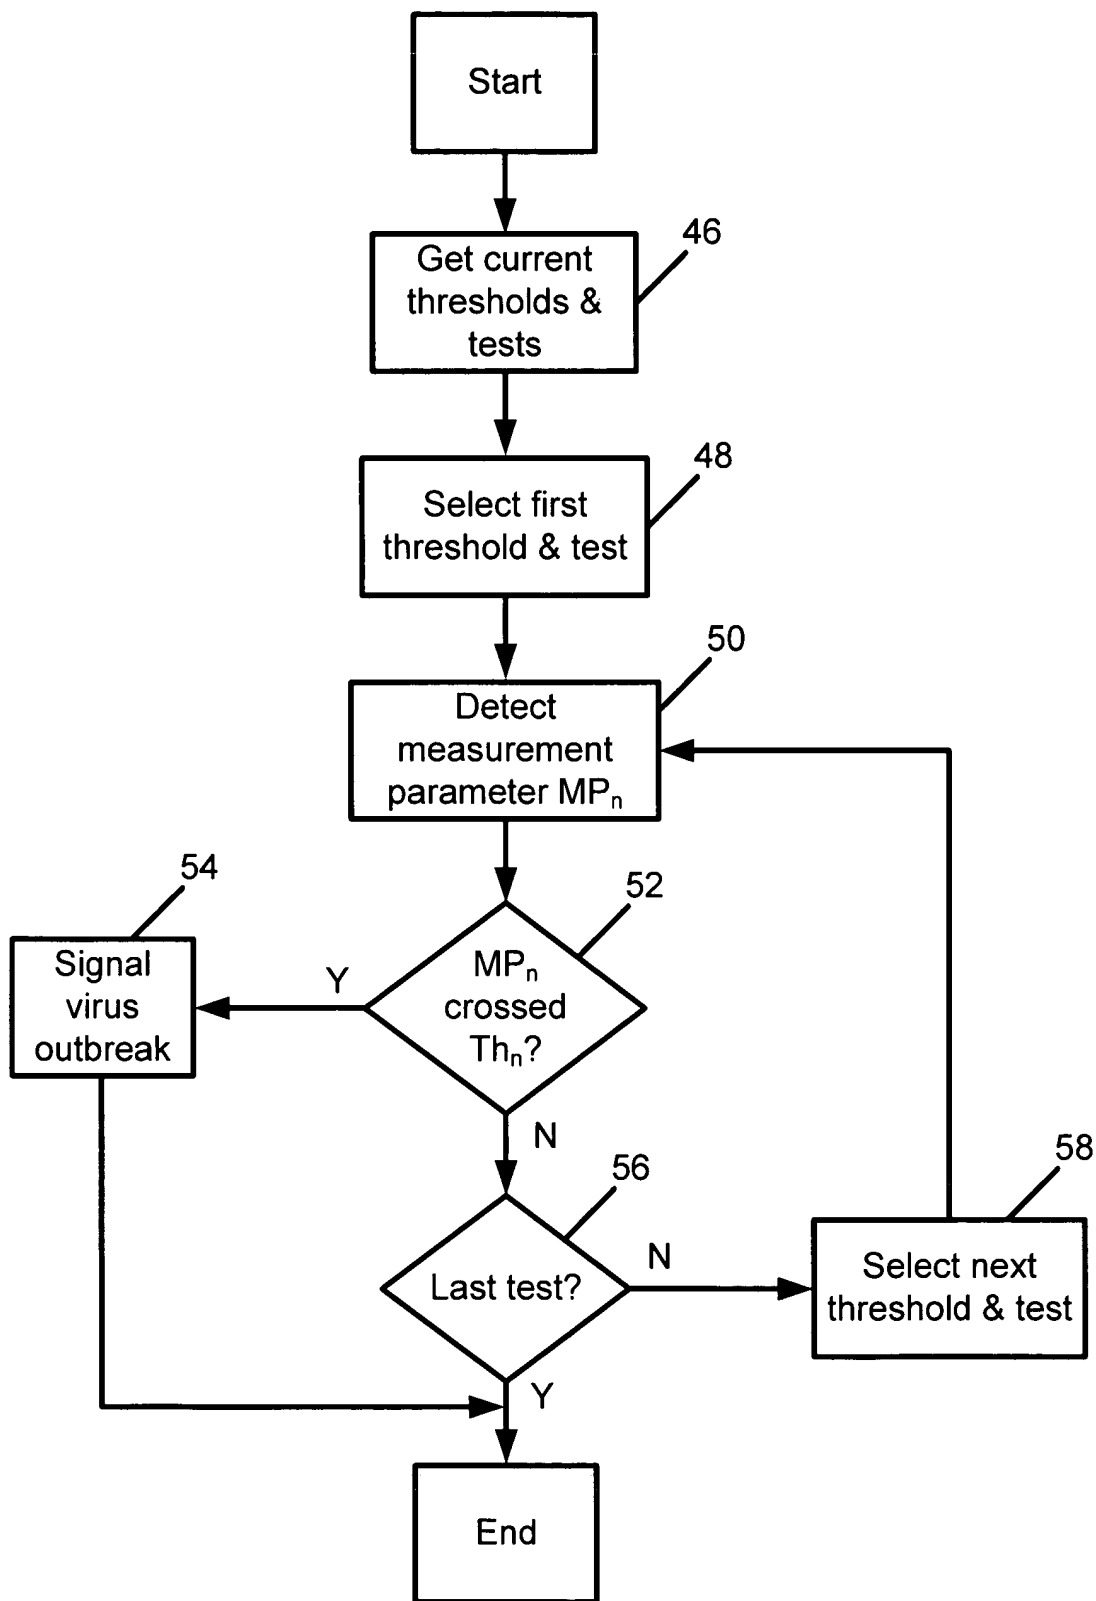 Start
46
Get current
thresholds &
tests
48
Select first
threshold & test
50
Detect
measurement
parameter MPₙ
54
52
Signal
virus
outbreak
Y
MPₙ
crossed
Thₙ?
N
56
58
Last test?
N
Select next
threshold & test
Y
End